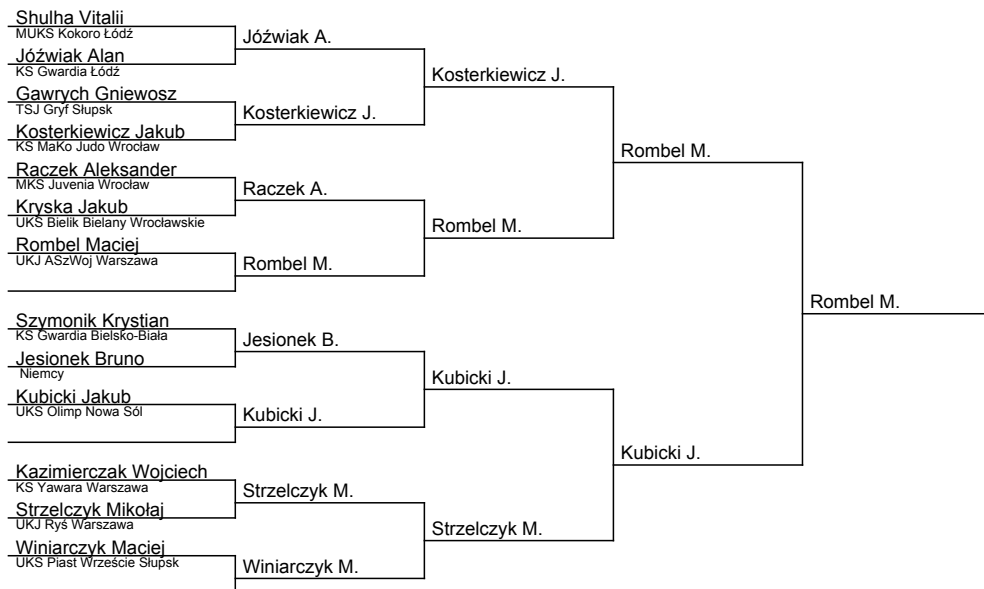 Shulha Vitalii
MUKS Kokoro Łódź
Jóźwiak Alan
KS Gwardia Łódź
Gawrych Gniewosz
TSJ Gryf Słupsk
Kosterkiewicz Jakub
KS MaKo Judo Wrocław
Raczek Aleksander
MKS Juvenia Wrocław
Kryska Jakub
UKS Bielik Bielany Wrocławskie
Rombel Maciej
UKJ ASzWoj Warszawa
Szymonik Krystian
KS Gwardia Bielsko-Biała
Jesionek Bruno
Niemcy
Kubicki Jakub
UKS Olimp Nowa Sól
Kazimierczak Wojciech
KS Yawara Warszawa
Strzelczyk Mikołaj
UKJ Ryś Warszawa
Winiarczyk Maciej
UKS Piast Wrzeście Słupsk
Jóźwiak A.
Kosterkiewicz J.
Raczek A.
Rombel M.
Jesionek B.
Kubicki J.
Strzelczyk M.
Winiarczyk M.
Kosterkiewicz J.
Rombel M.
Kubicki J.
Strzelczyk M.
Rombel M.
Kubicki J.
Rombel M.